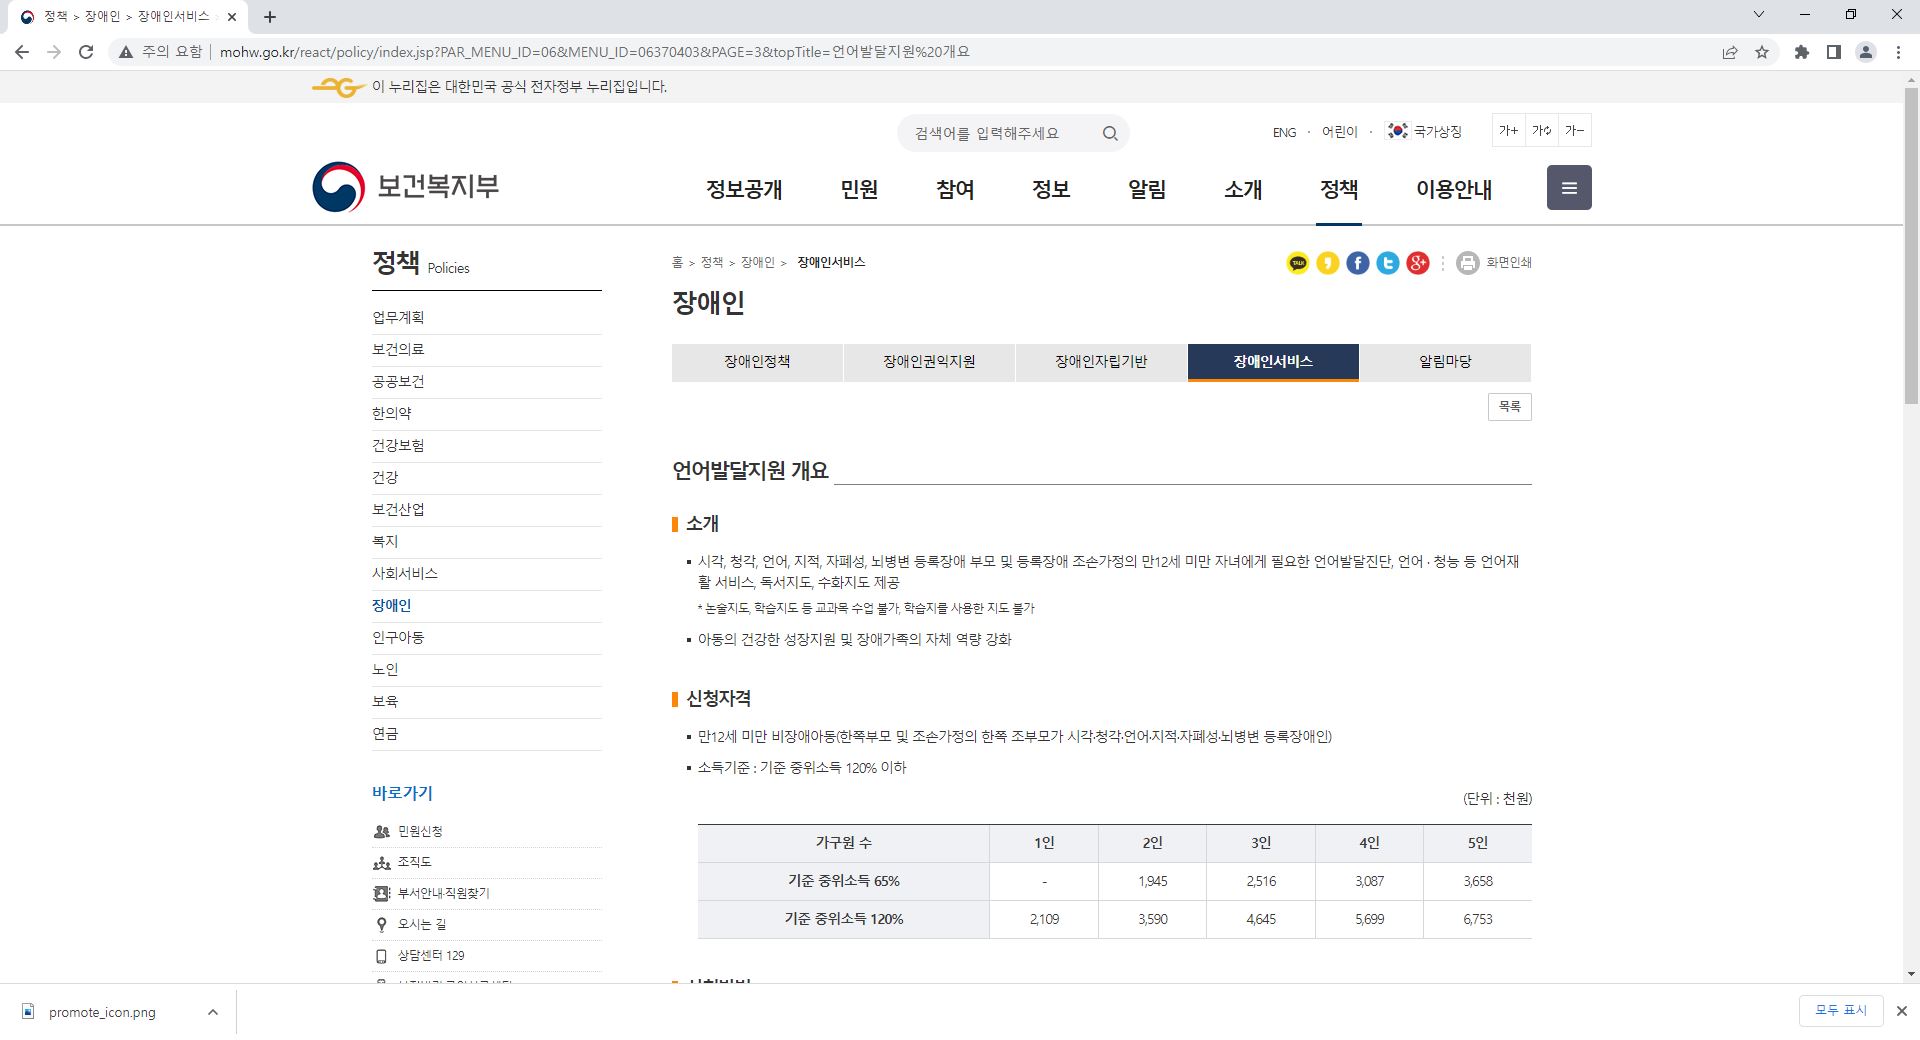 정책 > 장애인 > 장애인서비스
주의 요함 | mohw.go.kr/react/policy/index.jsp?PAR_MENU_ID=06&MENU_ID=06370403&PAGE=3&topTitle=언어발달지원%20개요
이 누리집은 대한민국 공식 전자정부 누리집입니다.
검색어를 입력해주세요
ENG · 어린이 · 국가상징
가+ 가 가-
보건복지부
정보공개 민원 참여 정보 알림 소개 정책 이용안내
정책 Policies
업무계획
보건의료
공공보건
한의약
건강보험
건강
보건산업
복지
사회서비스
장애인
인구아동
노인
보육
연금
바로가기
민원신청
조직도
부서안내·직원찾기
오시는 길
상담센터 129
홈 > 정책 > 장애인 > 장애인서비스
TALK f t g+ 화면인쇄
장애인
장애인정책 장애인권익지원 장애인자립기반 장애인서비스 알림마당
목록
언어발달지원 개요
소개
▪ 시각, 청각, 언어, 지적, 자폐성, 뇌병변 등록장애 부모 및 등록장애 조손가정의 만12세 미만 자녀에게 필요한 언어발달진단, 언어 · 청능 등 언어재
활 서비스, 독서지도, 수화지도 제공
* 논술지도, 학습지도 등 교과목 수업 불가, 학습지를 사용한 지도 불가
▪ 아동의 건강한 성장지원 및 장애가족의 자체 역량 강화
신청자격
▪ 만12세 미만 비장애아동(한쪽부모 및 조손가정의 한쪽 조부모가 시각·청각·언어·지적·자폐성·뇌병변 등록장애인)
▪ 소득기준 : 기준 중위소득 120% 이하
(단위 : 천원)
가구원 수 1인 2인 3인 4인 5인
기준 중위소득 65% - 1,945 2,516 3,087 3,658
기준 중위소득 120% 2,109 3,590 4,645 5,699 6,753
promote_icon.png
모두 표시